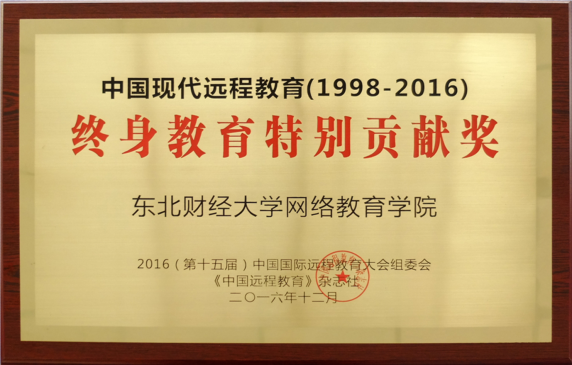 中国现代远程教育(1998-2016)
终身教育特别贡献奖
东北财经大学网络教育学院
2016（第十五届）中国国际远程教育大会组委会
《中国远程教育》杂志社
二〇一六年十二月